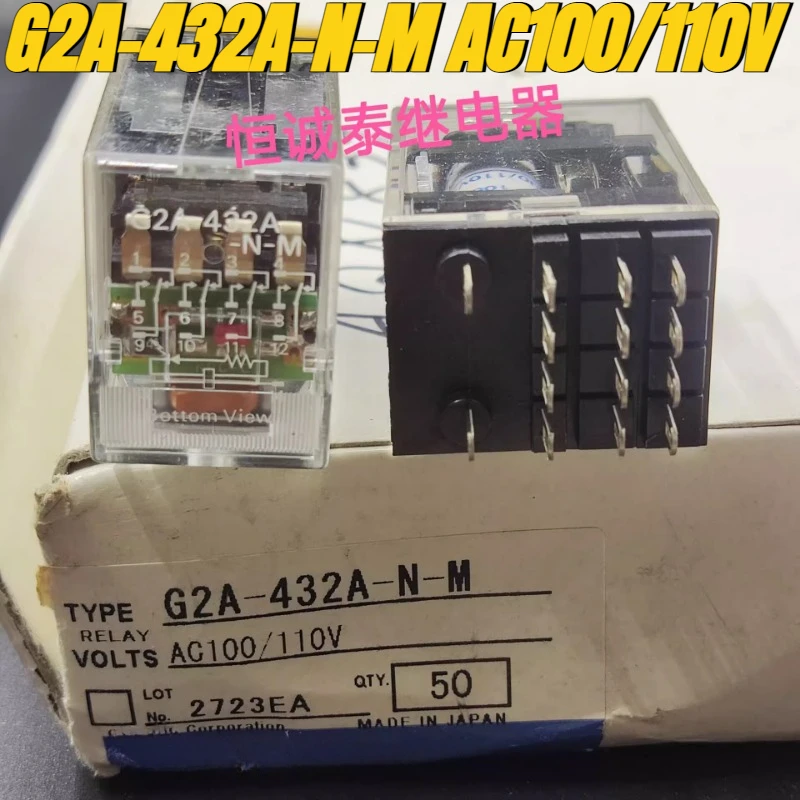 G2A-432A-N-M AC100/110V
恒诚泰继电器
G2A-432A
-N-M
1 2 3 4
5 6 7 8
9 10 11 12
Bottom View
TYPE G2A-432A-N-M
RELAY
VOLTS AC100/110V
LOT No. 2723EA
QTY. 50
Corporation
MADE IN JAPAN